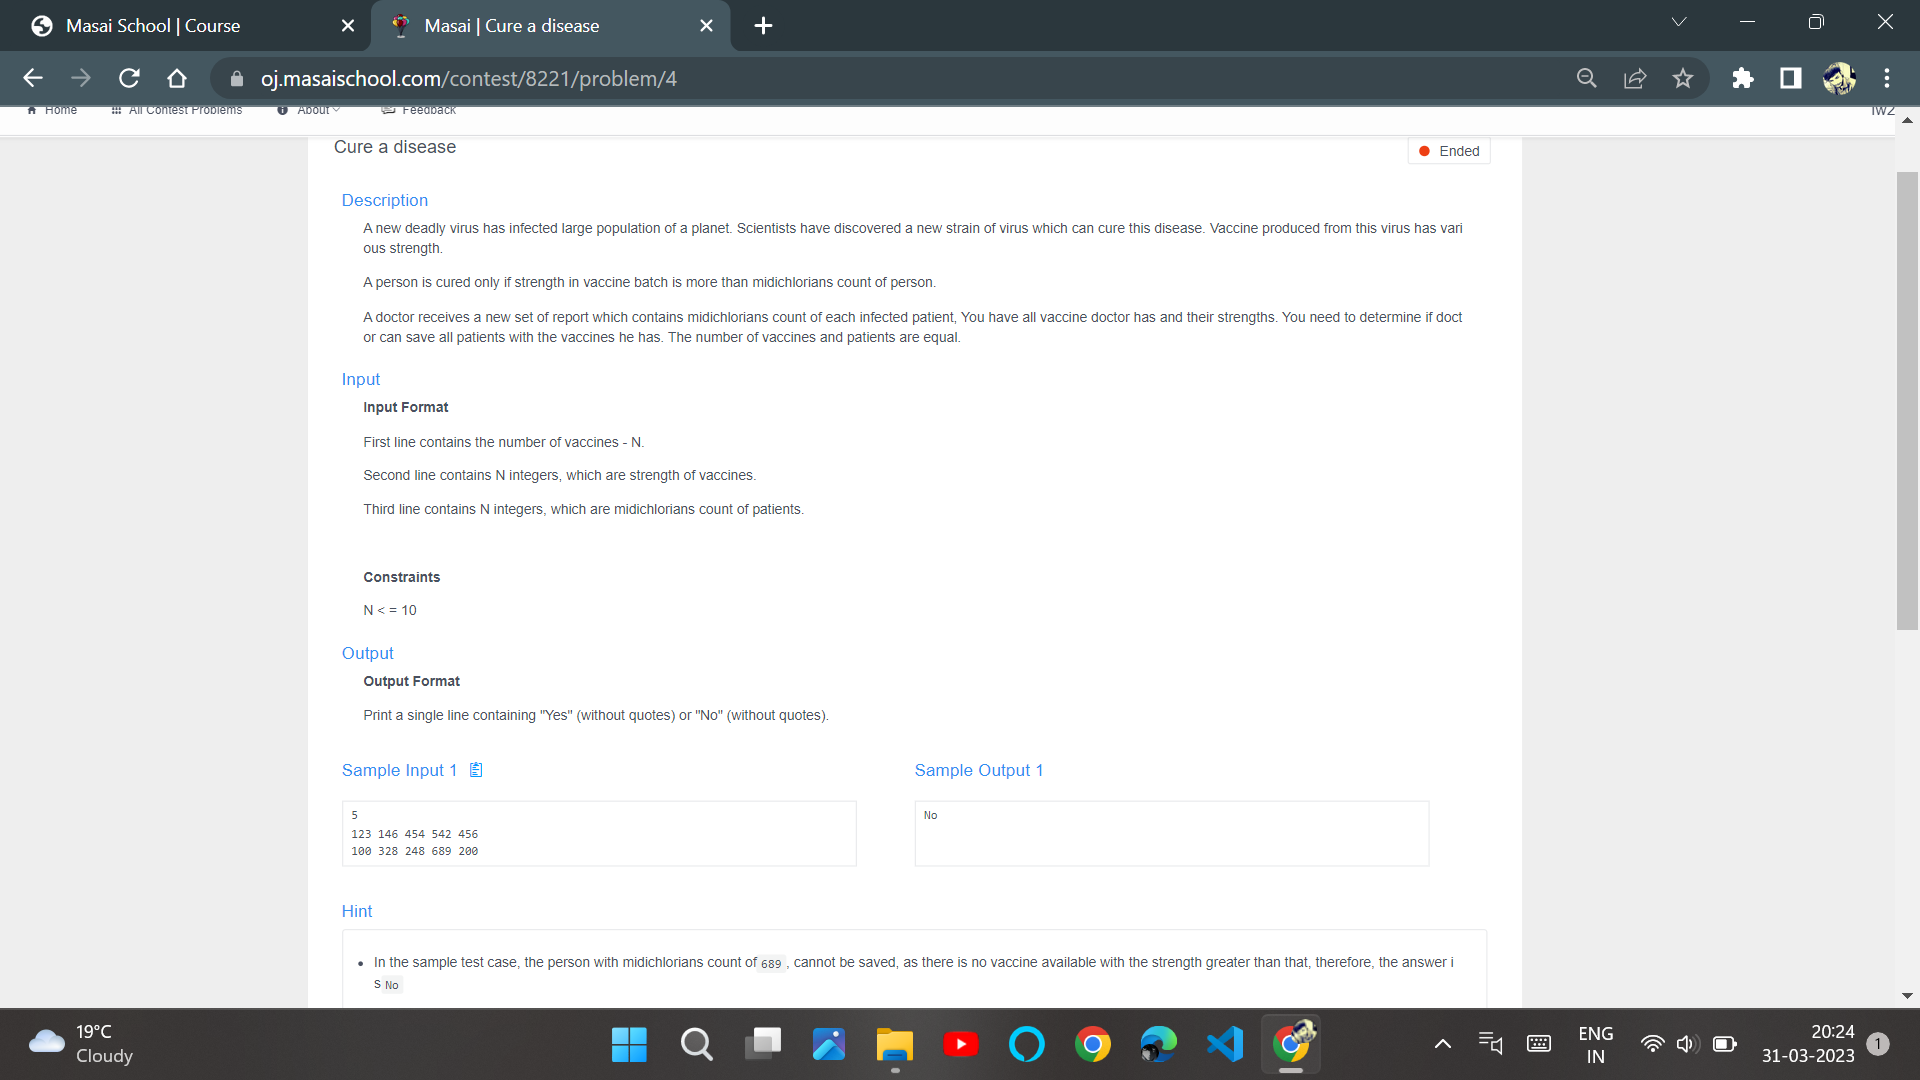 Masai School | Course
Masai | Cure a disease
oj.masaischool.com/contest/8221/problem/4
Home All Contest Problems About Feedback iw2
Cure a disease
Ended
Description
A new deadly virus has infected large population of a planet. Scientists have discovered a new strain of virus which can cure this disease. Vaccine produced from this virus has vari
ous strength.
A person is cured only if strength in vaccine batch is more than midichlorians count of person.
A doctor receives a new set of report which contains midichlorians count of each infected patient, You have all vaccine doctor has and their strengths. You need to determine if doct
or can save all patients with the vaccines he has. The number of vaccines and patients are equal.
Input
Input Format
First line contains the number of vaccines - N.
Second line contains N integers, which are strength of vaccines.
Third line contains N integers, which are midichlorians count of patients.
Constraints
N < = 10
Output
Output Format
Print a single line containing "Yes" (without quotes) or "No" (without quotes).
Sample Input 1
5
123 146 454 542 456
100 328 248 689 200
Sample Output 1
No
Hint
In the sample test case, the person with midichlorians count of 689 , cannot be saved, as there is no vaccine available with the strength greater than that, therefore, the answer i
s No
19°C
Cloudy
ENG
IN
20:24
31-03-2023
1